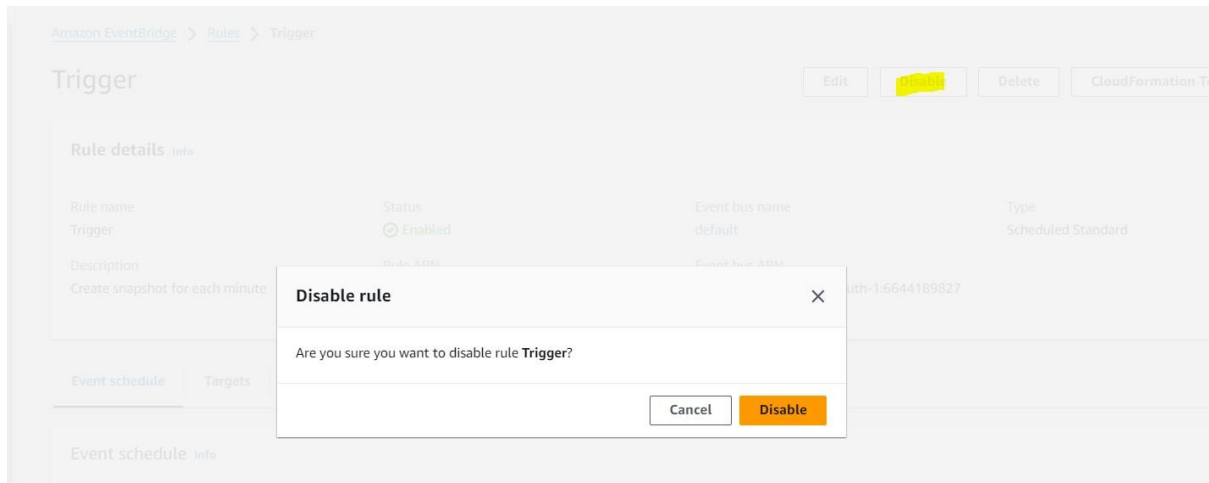 Amazon EventBridge > Rules > Trigger
Trigger
Edit Disable Delete CloudFormation
Rule details Info
Rule name Status Event bus name Type
Trigger Enabled default Scheduled Standard
Description Rule ARN Event bus ARN
Create snapshot for each minute uth-1:6644189827
Disable rule
Are you sure you want to disable rule Trigger?
Cancel Disable
Event schedule Targets
Event schedule Info